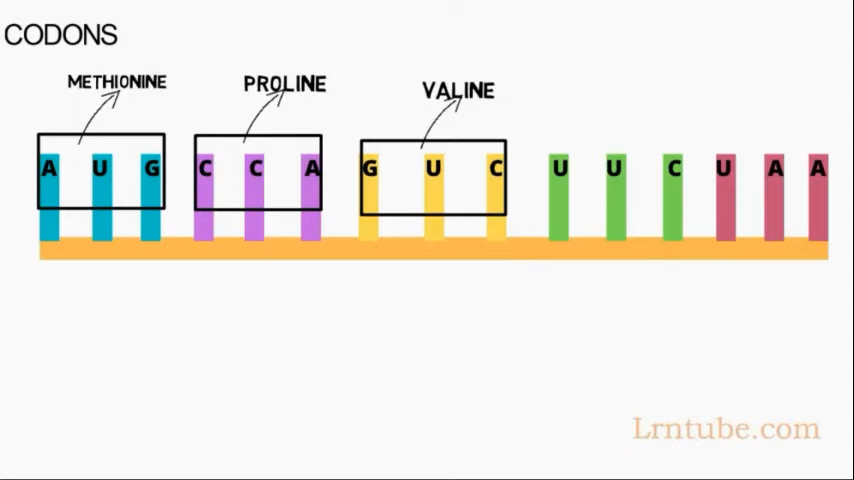 CODONS
METHIONINE PROLINE VALINE
A U G C C A G U C U U C U A A
Lrntube.com